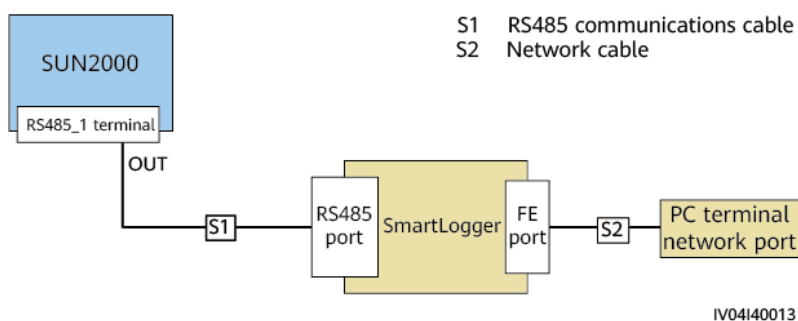 S1 RS485 communications cable
S2 Network cable
SUN2000
RS485_1 terminal
OUT
S1
RS485
port
SmartLogger
FE
port
S2
PC terminal
network port
IV04I40013